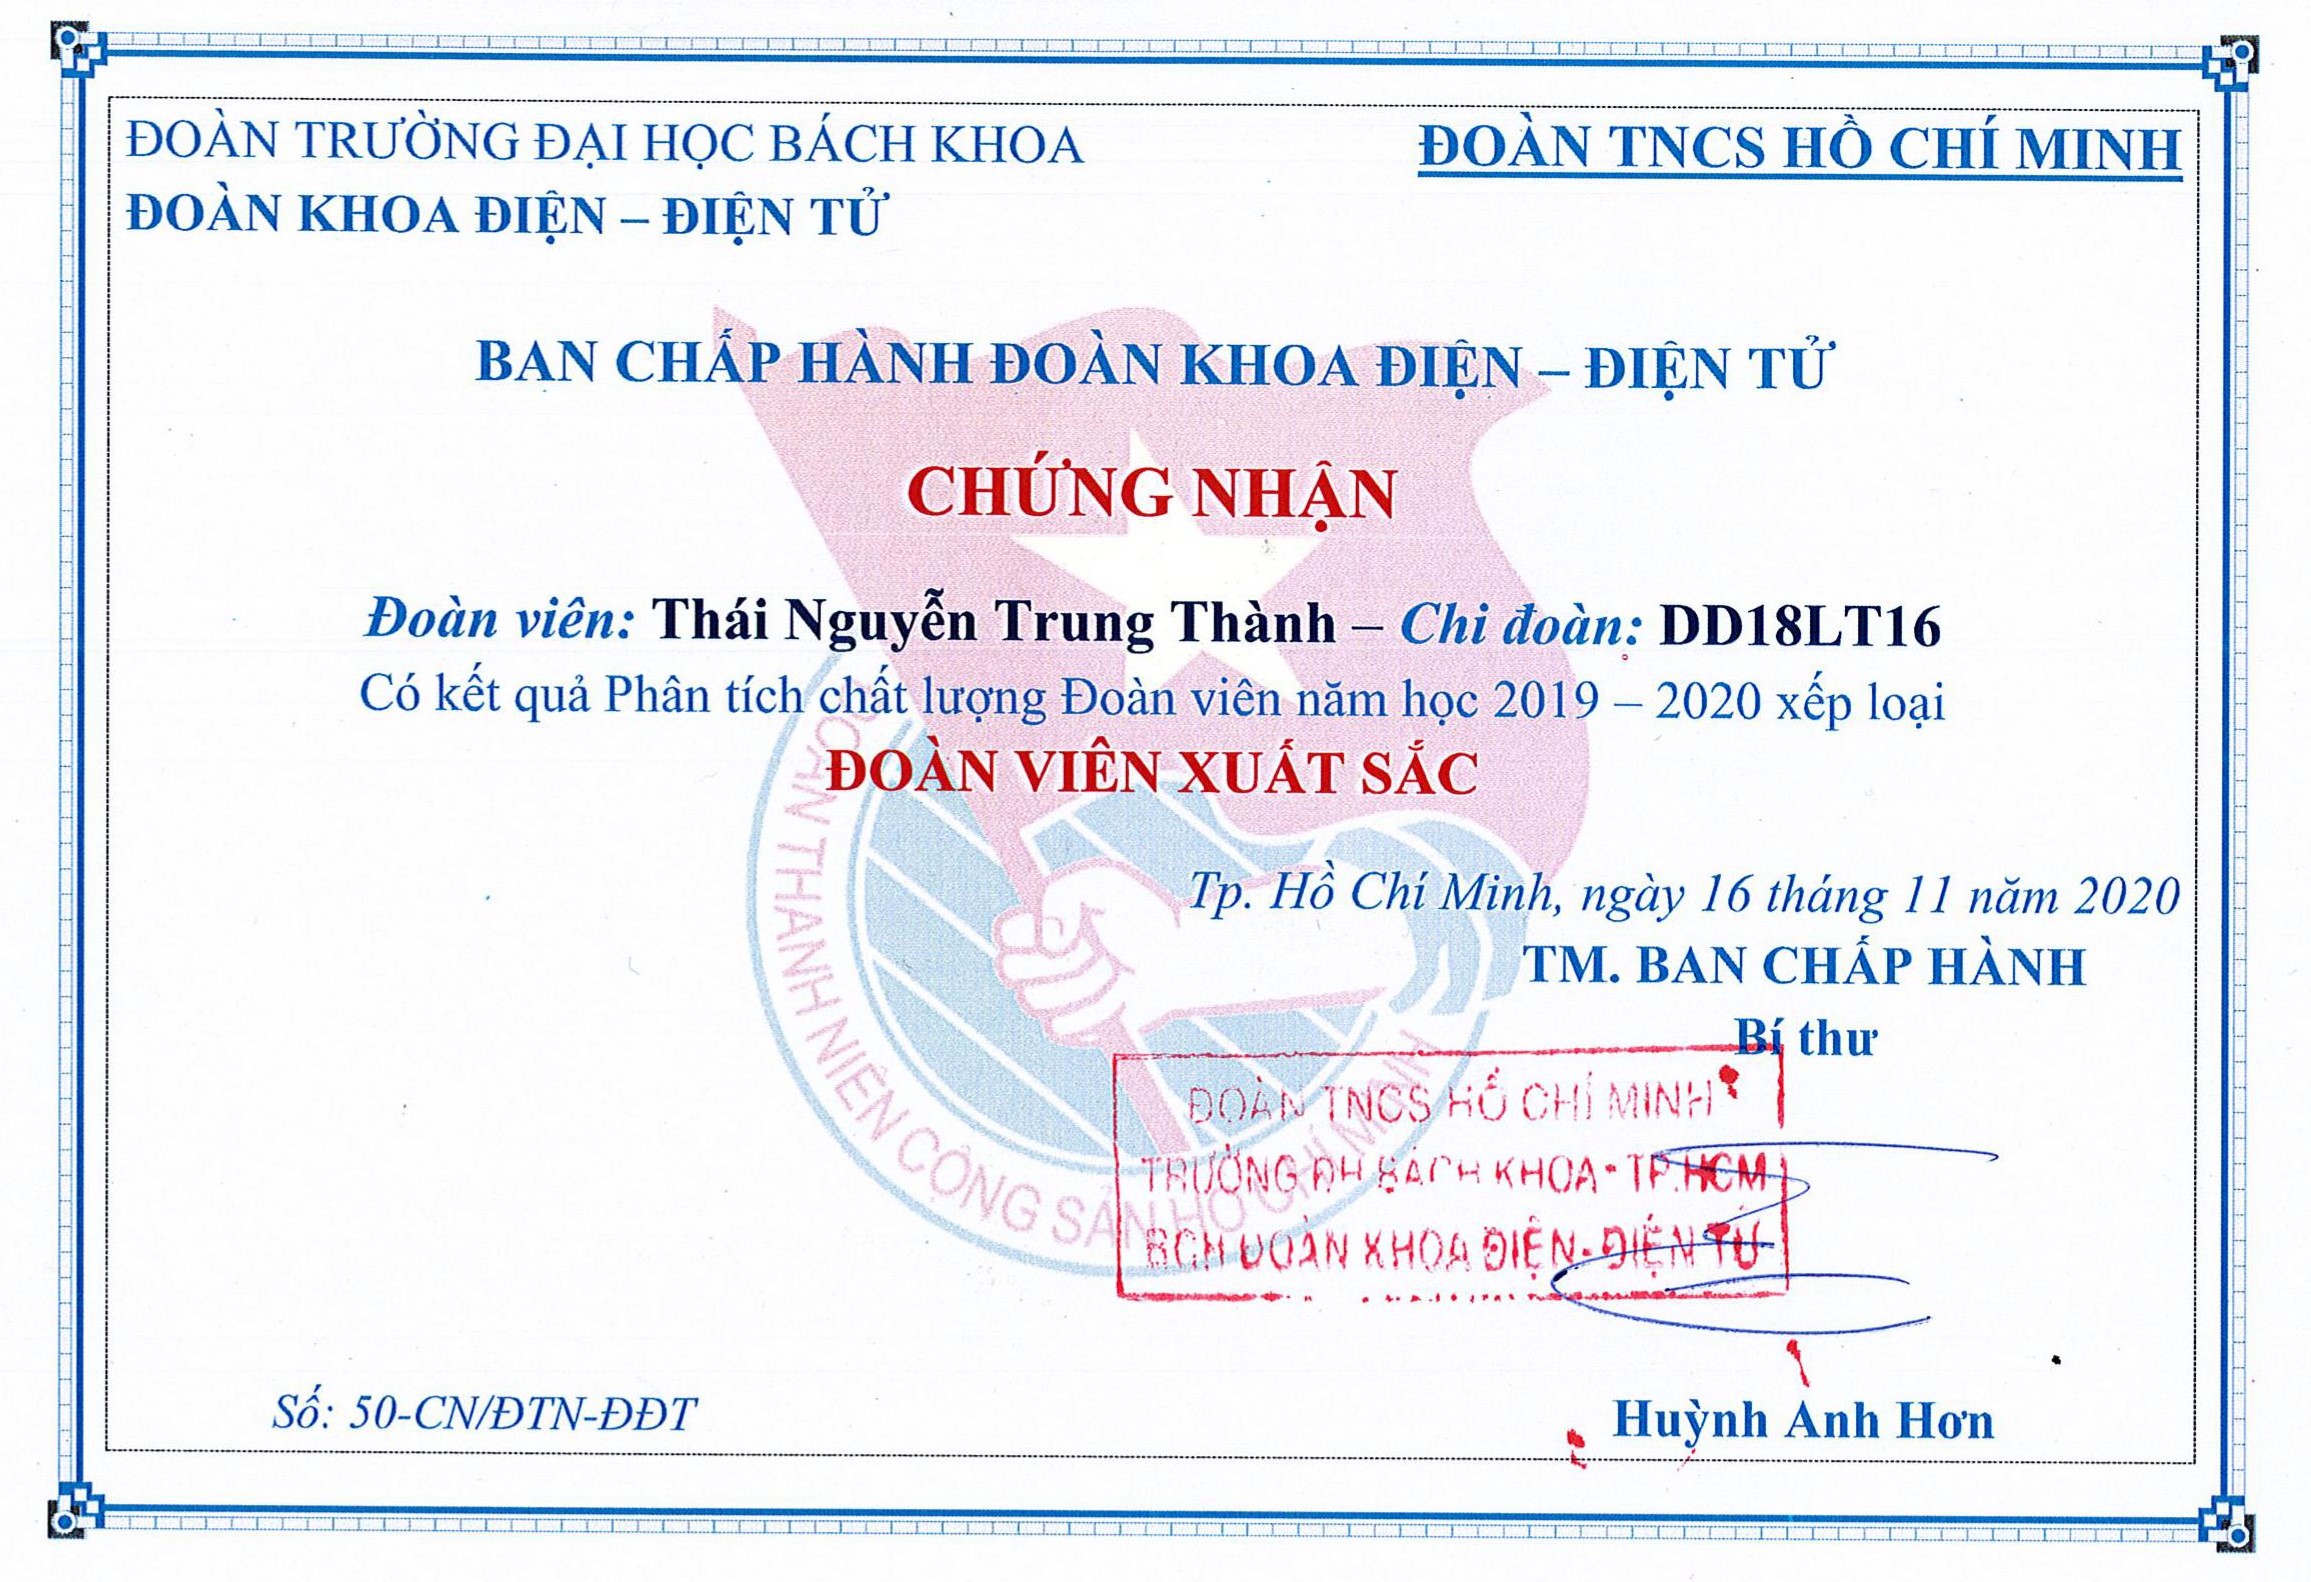 ĐOÀN TRƯỜNG ĐẠI HỌC BÁCH KHOA
ĐOÀN KHOA ĐIỆN – ĐIỆN TỬ
ĐOÀN TNCS HỒ CHÍ MINH
BAN CHẤP HÀNH ĐOÀN KHOA ĐIỆN – ĐIỆN TỬ
CHỨNG NHẬN
Đoàn viên: Thái Nguyễn Trung Thành – Chi đoàn: DD18LT16
Có kết quả Phân tích chất lượng Đoàn viên năm học 2019 – 2020 xếp loại
ĐOÀN VIÊN XUẤT SẮC
ĐOÀN THANH NIÊN CỘNG SẢN HỒ CHÍ MINH
Tp. Hồ Chí Minh, ngày 16 tháng 11 năm 2020
TM. BAN CHẤP HÀNH
Bí thư
ĐOÀN TNCS HỒ CHÍ MINH
TRƯỜNG ĐH BÁCH KHOA - TP.HCM
BCH ĐOÀN KHOA ĐIỆN - ĐIỆN TỬ
Huỳnh Anh Hơn
Số: 50-CN/ĐTN-ĐĐT